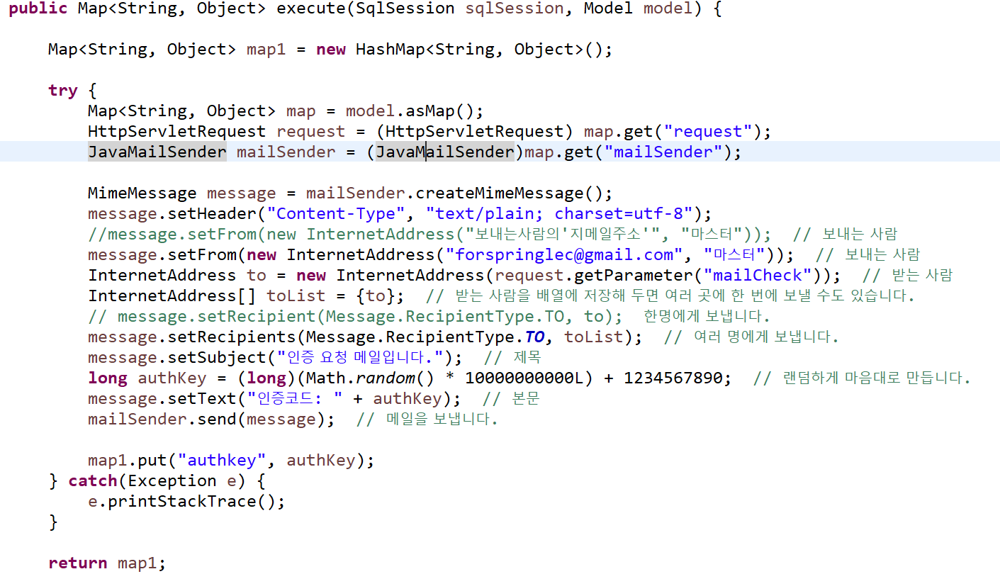 public Map<String, Object> execute(SqlSession sqlSession, Model model) {
Map<String, Object> map1 = new HashMap<String, Object>();
try {
Map<String, Object> map = model.asMap();
HttpServletRequest request = (HttpServletRequest) map.get("request");
JavaMailSender mailSender = (JavaMailSender)map.get("mailSender");
MimeMessage message = mailSender.createMimeMessage();
message.setHeader("Content-Type", "text/plain; charset=utf-8");
//message.setFrom(new InternetAddress("보내는사람의'지메일주소'", "마스터"));  // 보내는 사람
message.setFrom(new InternetAddress("forspringlec@gmail.com", "마스터"));  // 보내는 사람
InternetAddress to = new InternetAddress(request.getParameter("mailCheck"));  // 받는 사람
InternetAddress[] toList = {to};  // 받는 사람을 배열에 저장해 두면 여러 곳에 한 번에 보낼 수도 있습니다.
// message.setRecipient(Message.RecipientType.TO, to);  한명에게 보냅니다.
message.setRecipients(Message.RecipientType.TO, toList);  // 여러 명에게 보냅니다.
message.setSubject("인증 요청 메일입니다.");  // 제목
long authKey = (long)(Math.random() * 10000000000L) + 1234567890;  // 랜덤하게 마음대로 만듭니다.
message.setText("인증코드: " + authKey);  // 본문
mailSender.send(message);  // 메일을 보냅니다.
map1.put("authkey", authKey);
} catch(Exception e) {
e.printStackTrace();
}
return map1;